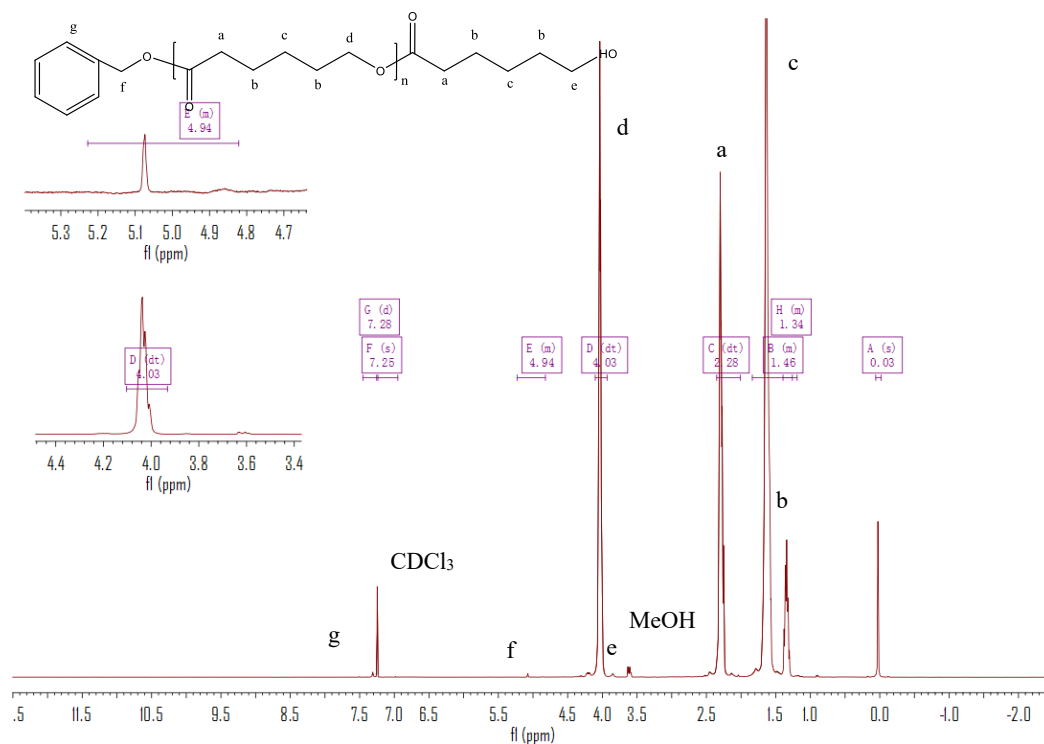 g
O
O
a
c
d
b
b
HO
O
O
n
f
b
b
a
c
e
O
E (m)
4.94
5.3 5.2 5.1 5.0 4.9 4.8 4.7
fl (ppm)
D (dt)
4.03
4.4 4.2 4.0 3.8 3.6 3.4
fl (ppm)
c
d
a
G (d)
7.28
H (m)
1.34
F (s)
7.25
E (m)
4.94
D (dt)
4.03
C (dt)
2.28
B (m)
1.46
A (s)
0.03
b
CDCl₃
MeOH
g
f
e
.5 11.5 10.5 9.5 8.5 7.5 7.0 6.5 5.5 4.5 4.0 3.5 2.5 1.5 1.0 0.0 -1.0 -2.0
fl (ppm)